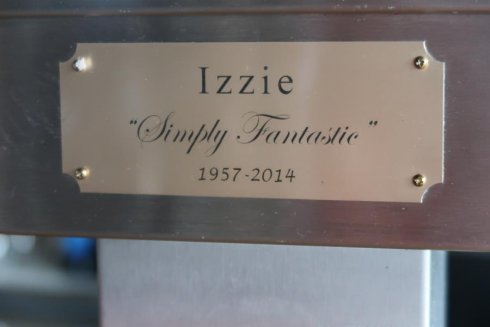 Izzie
"Simply Fantastic"
1957-2014